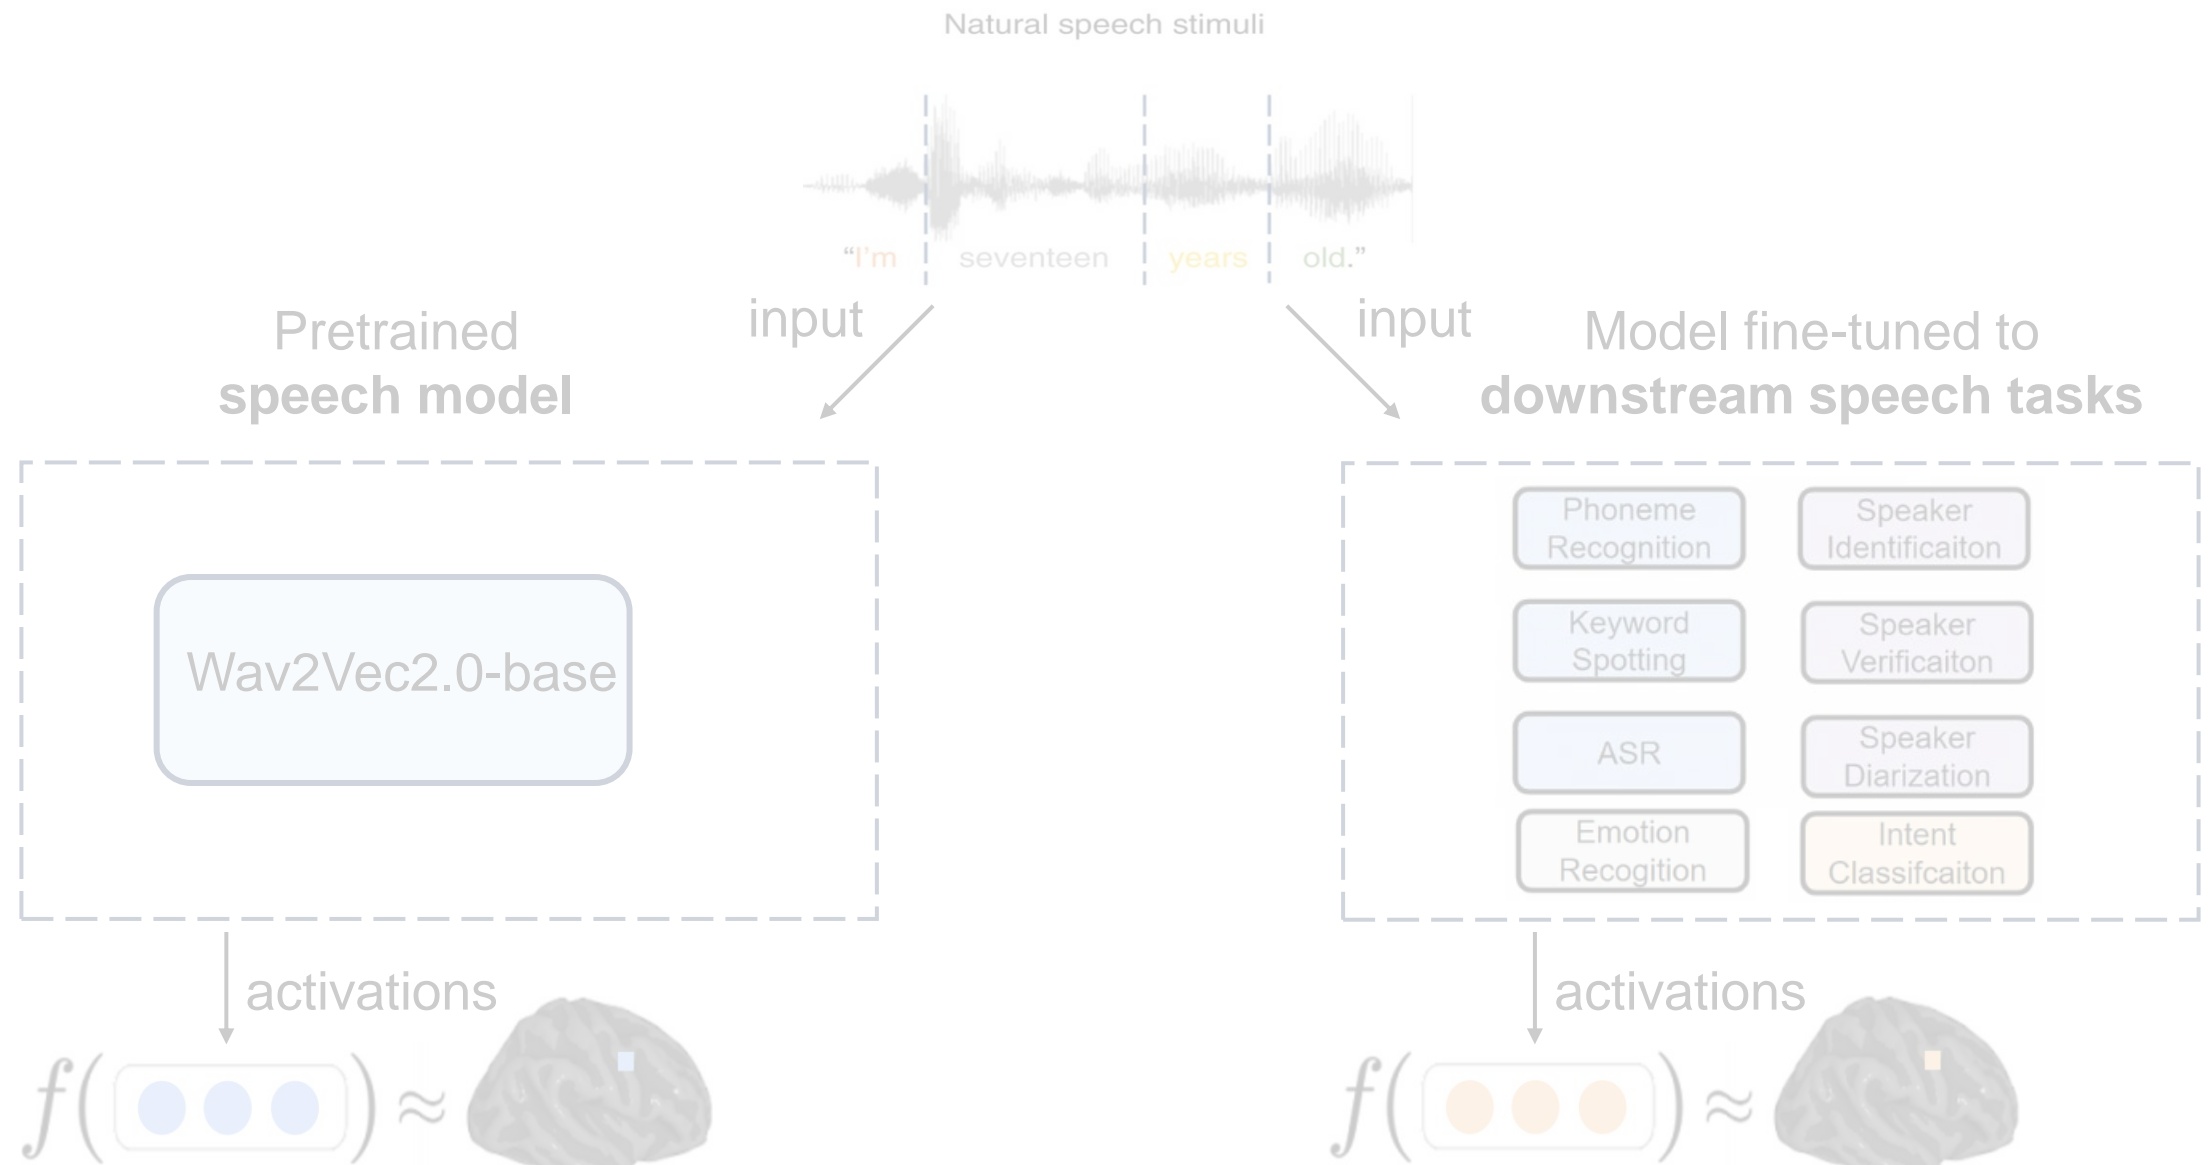 Natural speech stimuli
“I’m seventeen years old.”
input
input
Pretrained
speech model
Model fine-tuned to
downstream speech tasks
Wav2Vec2.0-base
Phoneme
Recognition
Speaker
Identificaiton
Keyword
Spotting
Speaker
Verificaiton
ASR
Speaker
Diarization
Emotion
Recogition
Intent
Classifcaiton
activations
activations
f( ) ≈
f( ) ≈